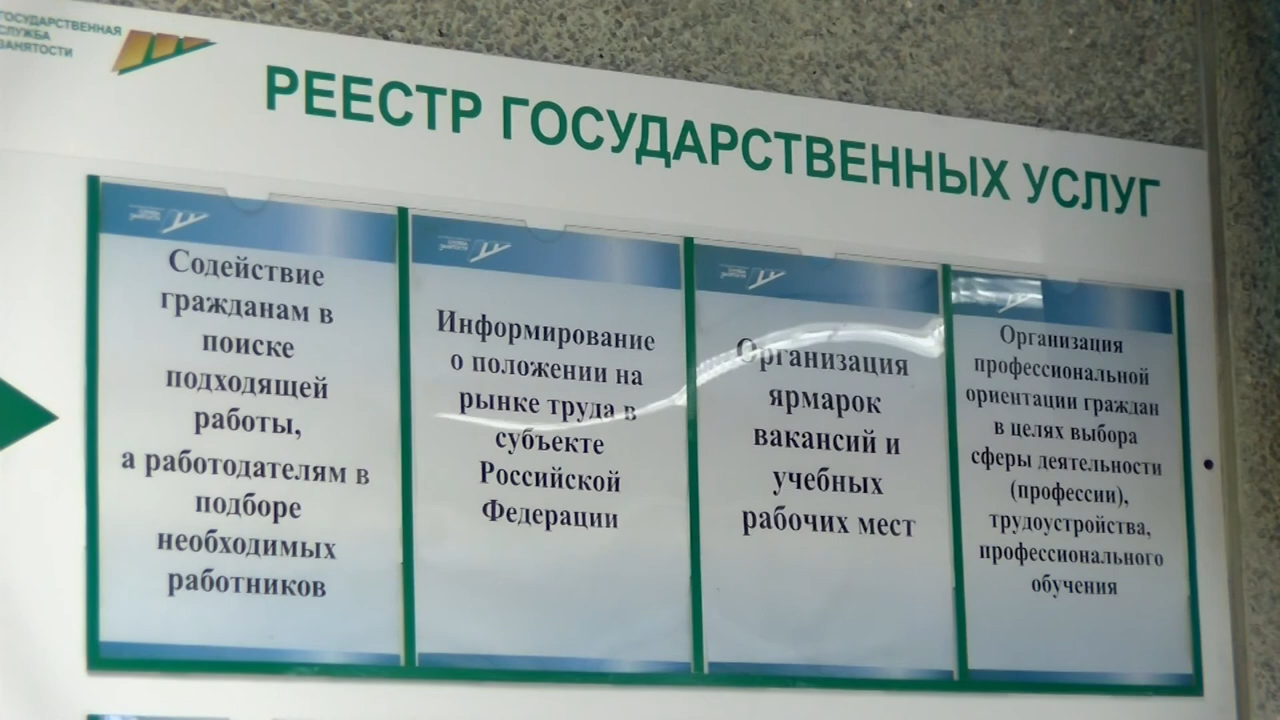 ГОСУДАРСТВЕННАЯ
СЛУЖБА
ЗАНЯТОСТИ
РЕЕСТР ГОСУДАРСТВЕННЫХ УСЛУГ
Содействие
гражданам в
поиске
подходящей
работы,
а работодателям в
подборе
необходимых
работников
Информирование
о положении на
рынке труда в
субъекте
Российской
Федерации
Организация
ярмарок
вакансий и
учебных
рабочих мест
Организация
профессиональной
ориентации граждан
в целях выбора
сферы деятельности
(профессии),
трудоустройства,
профессионального
обучения